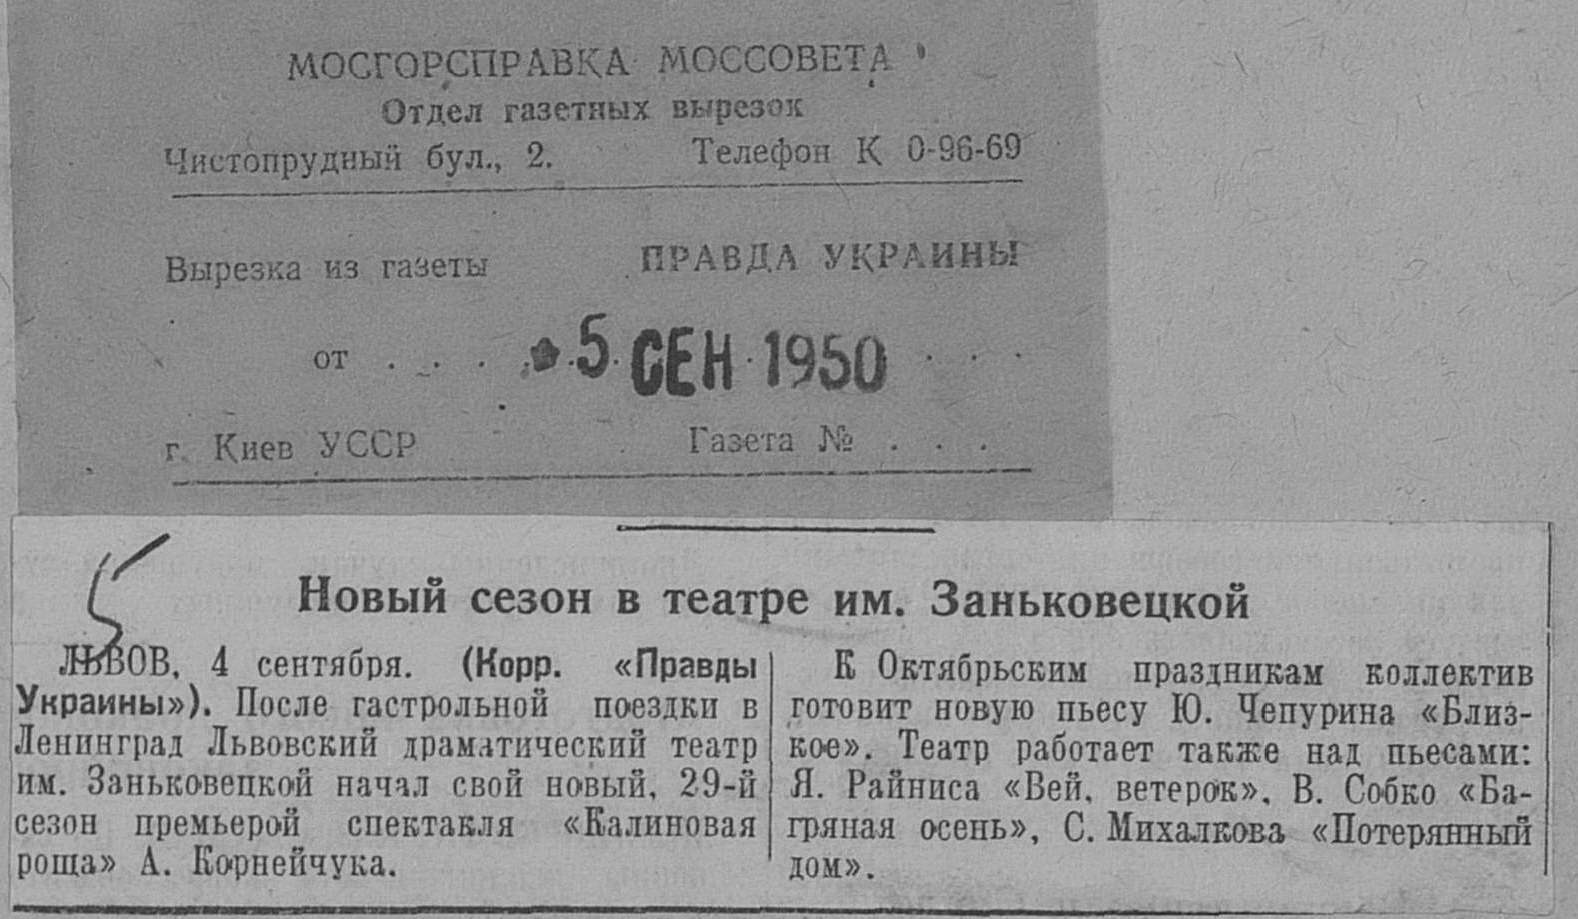 МОСГОРСПРАВКА МОССОВЕТА
Отдел газетных вырезок
Чистопрудный бул., 2. Телефон К 0-96-69
Вырезка из газеты ПРАВДА УКРАИНЫ
от . . . 5 СЕН 1950 . . .
г. Киев УССР Газета № . . .
Новый сезон в театре им. Заньковецкой
ЛЬВОВ, 4 сентября. (Корр. «Правды
Украины»). После гастрольной поездки в
Ленинград Львовский драматический театр
им. Заньковецкой начал свой новый, 29-й
сезон премьерой спектакля «Калиновая
роща» А. Корнейчука.
К Октябрьским праздникам коллектив
готовит новую пьесу Ю. Чепурина «Близ-
кое». Театр работает также над пьесами:
Я. Райниса «Вей, ветерок», В. Собко «Ба-
гряная осень», С. Михалкова «Потерянный
дом».